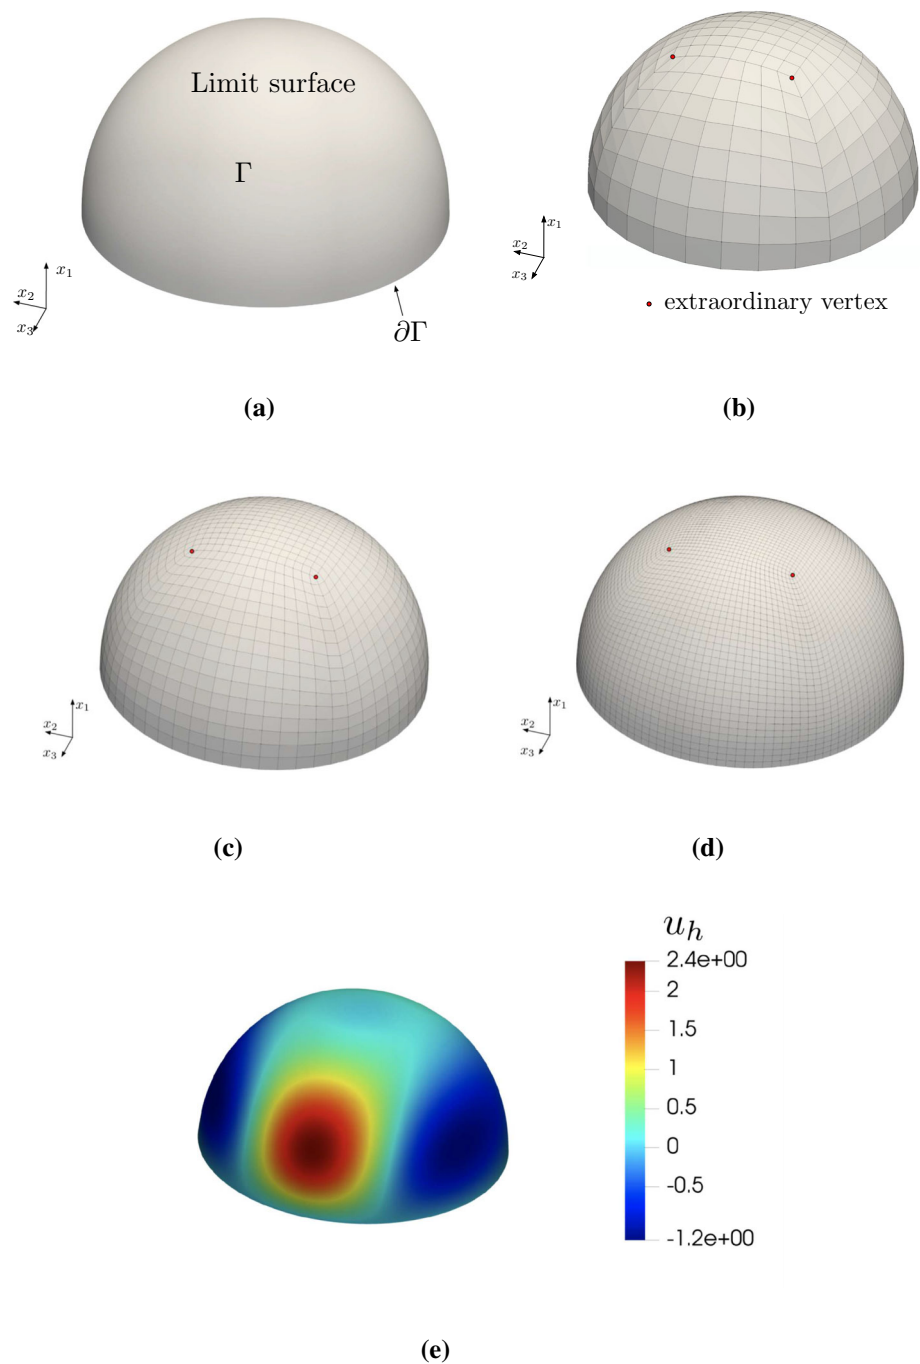 Limit surface
Γ
x₁
x₂
x₃
∂Γ
(a)
x₁
x₂
x₃
extraordinary vertex
(b)
x₁
x₂
x₃
(c)
x₁
x₂
x₃
(d)
uₕ
2.4e+00
2
1.5
1
0.5
0
-0.5
-1.2e+00
(e)